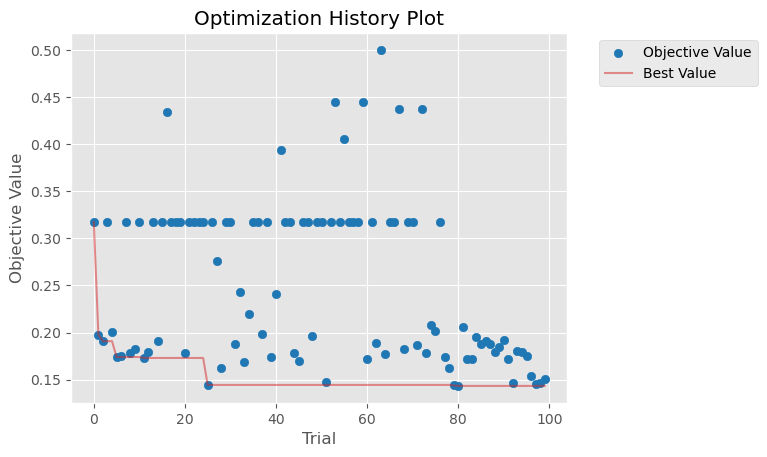 Optimization History Plot
Objective Value
Best Value
Objective Value
0.50
0.45
0.40
0.35
0.30
0.25
0.20
0.15
0
20
40
60
80
100
Trial